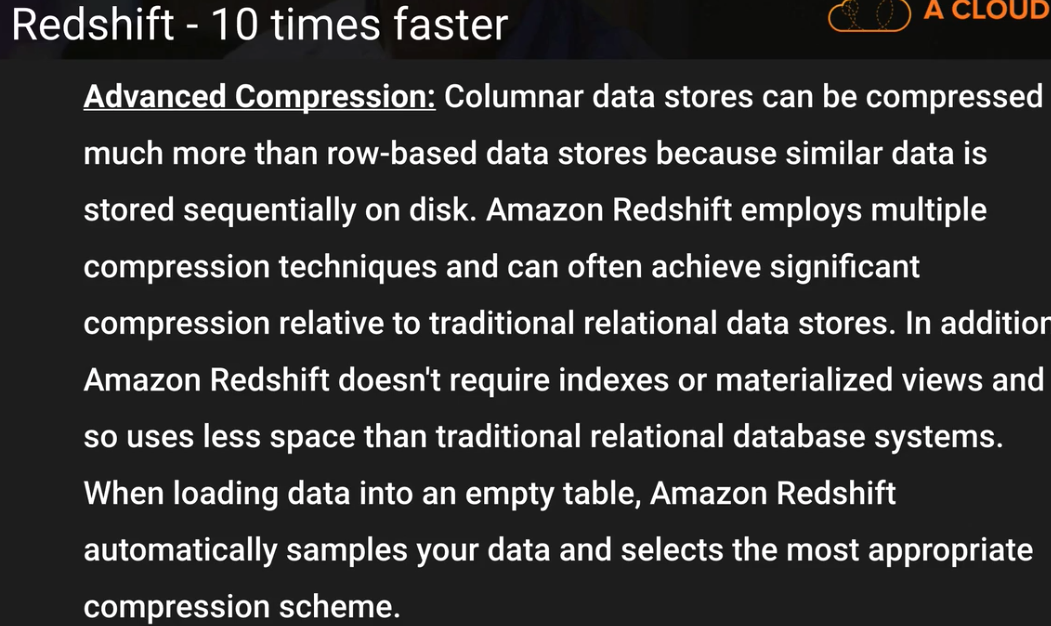 Redshift - 10 times faster
A CLOUD
Advanced Compression: Columnar data stores can be compressed
much more than row-based data stores because similar data is
stored sequentially on disk. Amazon Redshift employs multiple
compression techniques and can often achieve significant
compression relative to traditional relational data stores. In addition
Amazon Redshift doesn't require indexes or materialized views and
so uses less space than traditional relational database systems.
When loading data into an empty table, Amazon Redshift
automatically samples your data and selects the most appropriate
compression scheme.